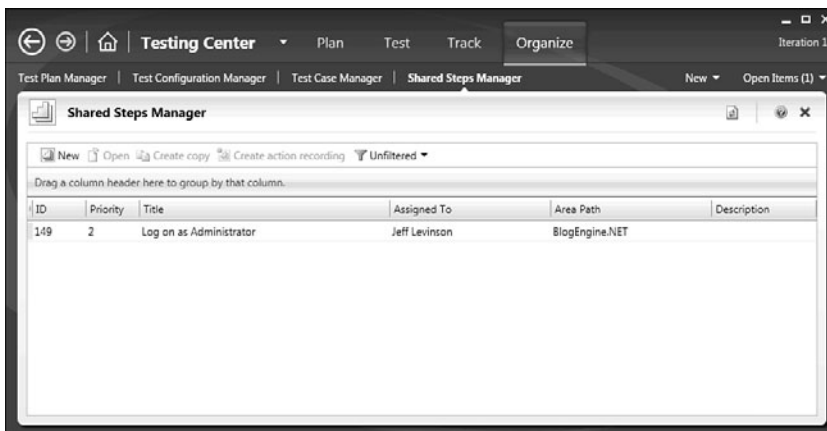 Testing Center Plan Test Track Organize Iteration 1
Test Plan Manager | Test Configuration Manager | Test Case Manager | Shared Steps Manager New Open Items (1)
Shared Steps Manager
New Open Create copy Create action recording Unfiltered
Drag a column header here to group by that column.
ID Priority Title Assigned To Area Path Description
149 2 Log on as Administrator Jeff Levinson BlogEngine.NET